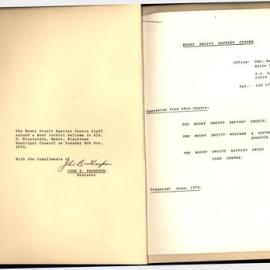 The Mount Druitt Baptist Centre Staff
extend a most cordial welcome to Ald.
Mayor, Blacktown
Municipal Council on Tuesday 8th Oct.
1974.
With the Compliments of
JOHN B. THOMPSON
Minister
MOUNT DRUITT BAPTIST CENTRE
Office:
Tel.:
Operating from this Centre:
THE MOUNT DRUITT BAPTIST CHURCH.
THE MOUNT DRUITT WELFARE & YOUTH
SERVICE.
THE MOUNT DRUITT BAPTIST CHILD
CARE CENTRE.
Prepared: June, 1974.